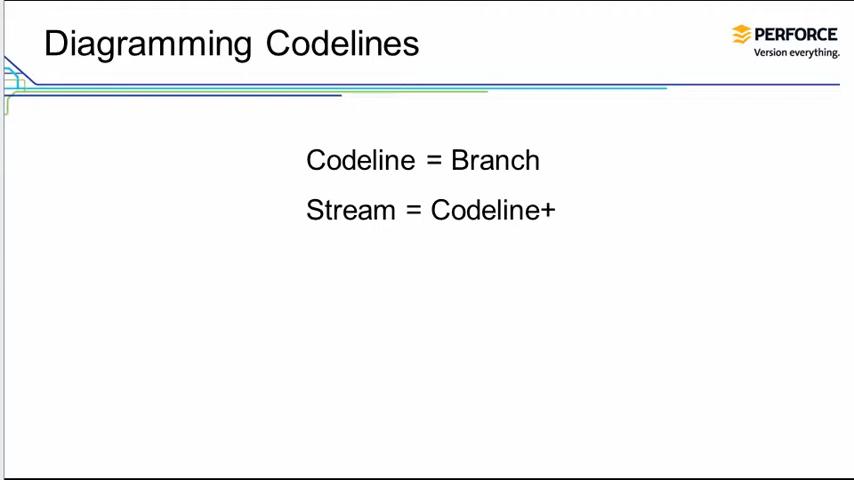 Diagramming Codelines
PERFORCE
Version everything.
Codeline = Branch
Stream = Codeline+